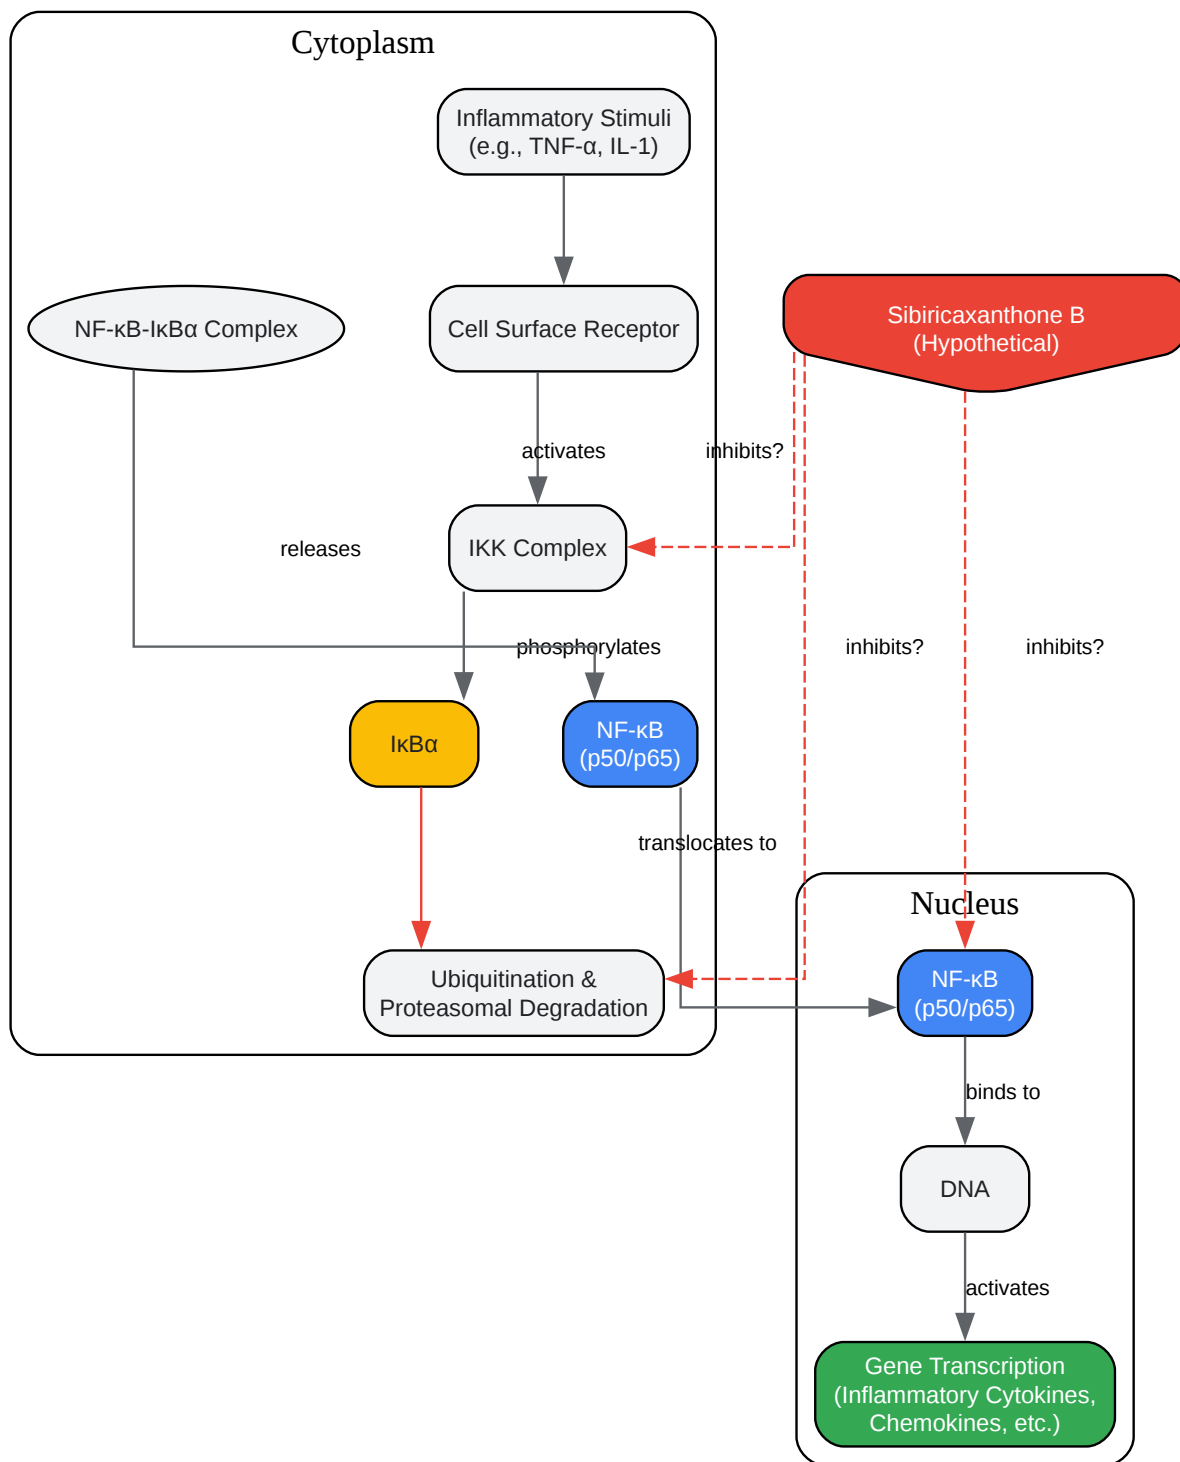 Cytoplasm
Inflammatory Stimuli
(e.g., TNF-α, IL-1)
NF-κB-IκBα Complex
Cell Surface Receptor
Sibiricaxanthone B
(Hypothetical)
activates
inhibits?
releases
IKK Complex
phosphorylates
inhibits?
inhibits?
IκBα
NF-κB
(p50/p65)
translocates to
Nucleus
Ubiquitination &
Proteasomal Degradation
NF-κB
(p50/p65)
binds to
DNA
activates
Gene Transcription
(Inflammatory Cytokines,
Chemokines, etc.)